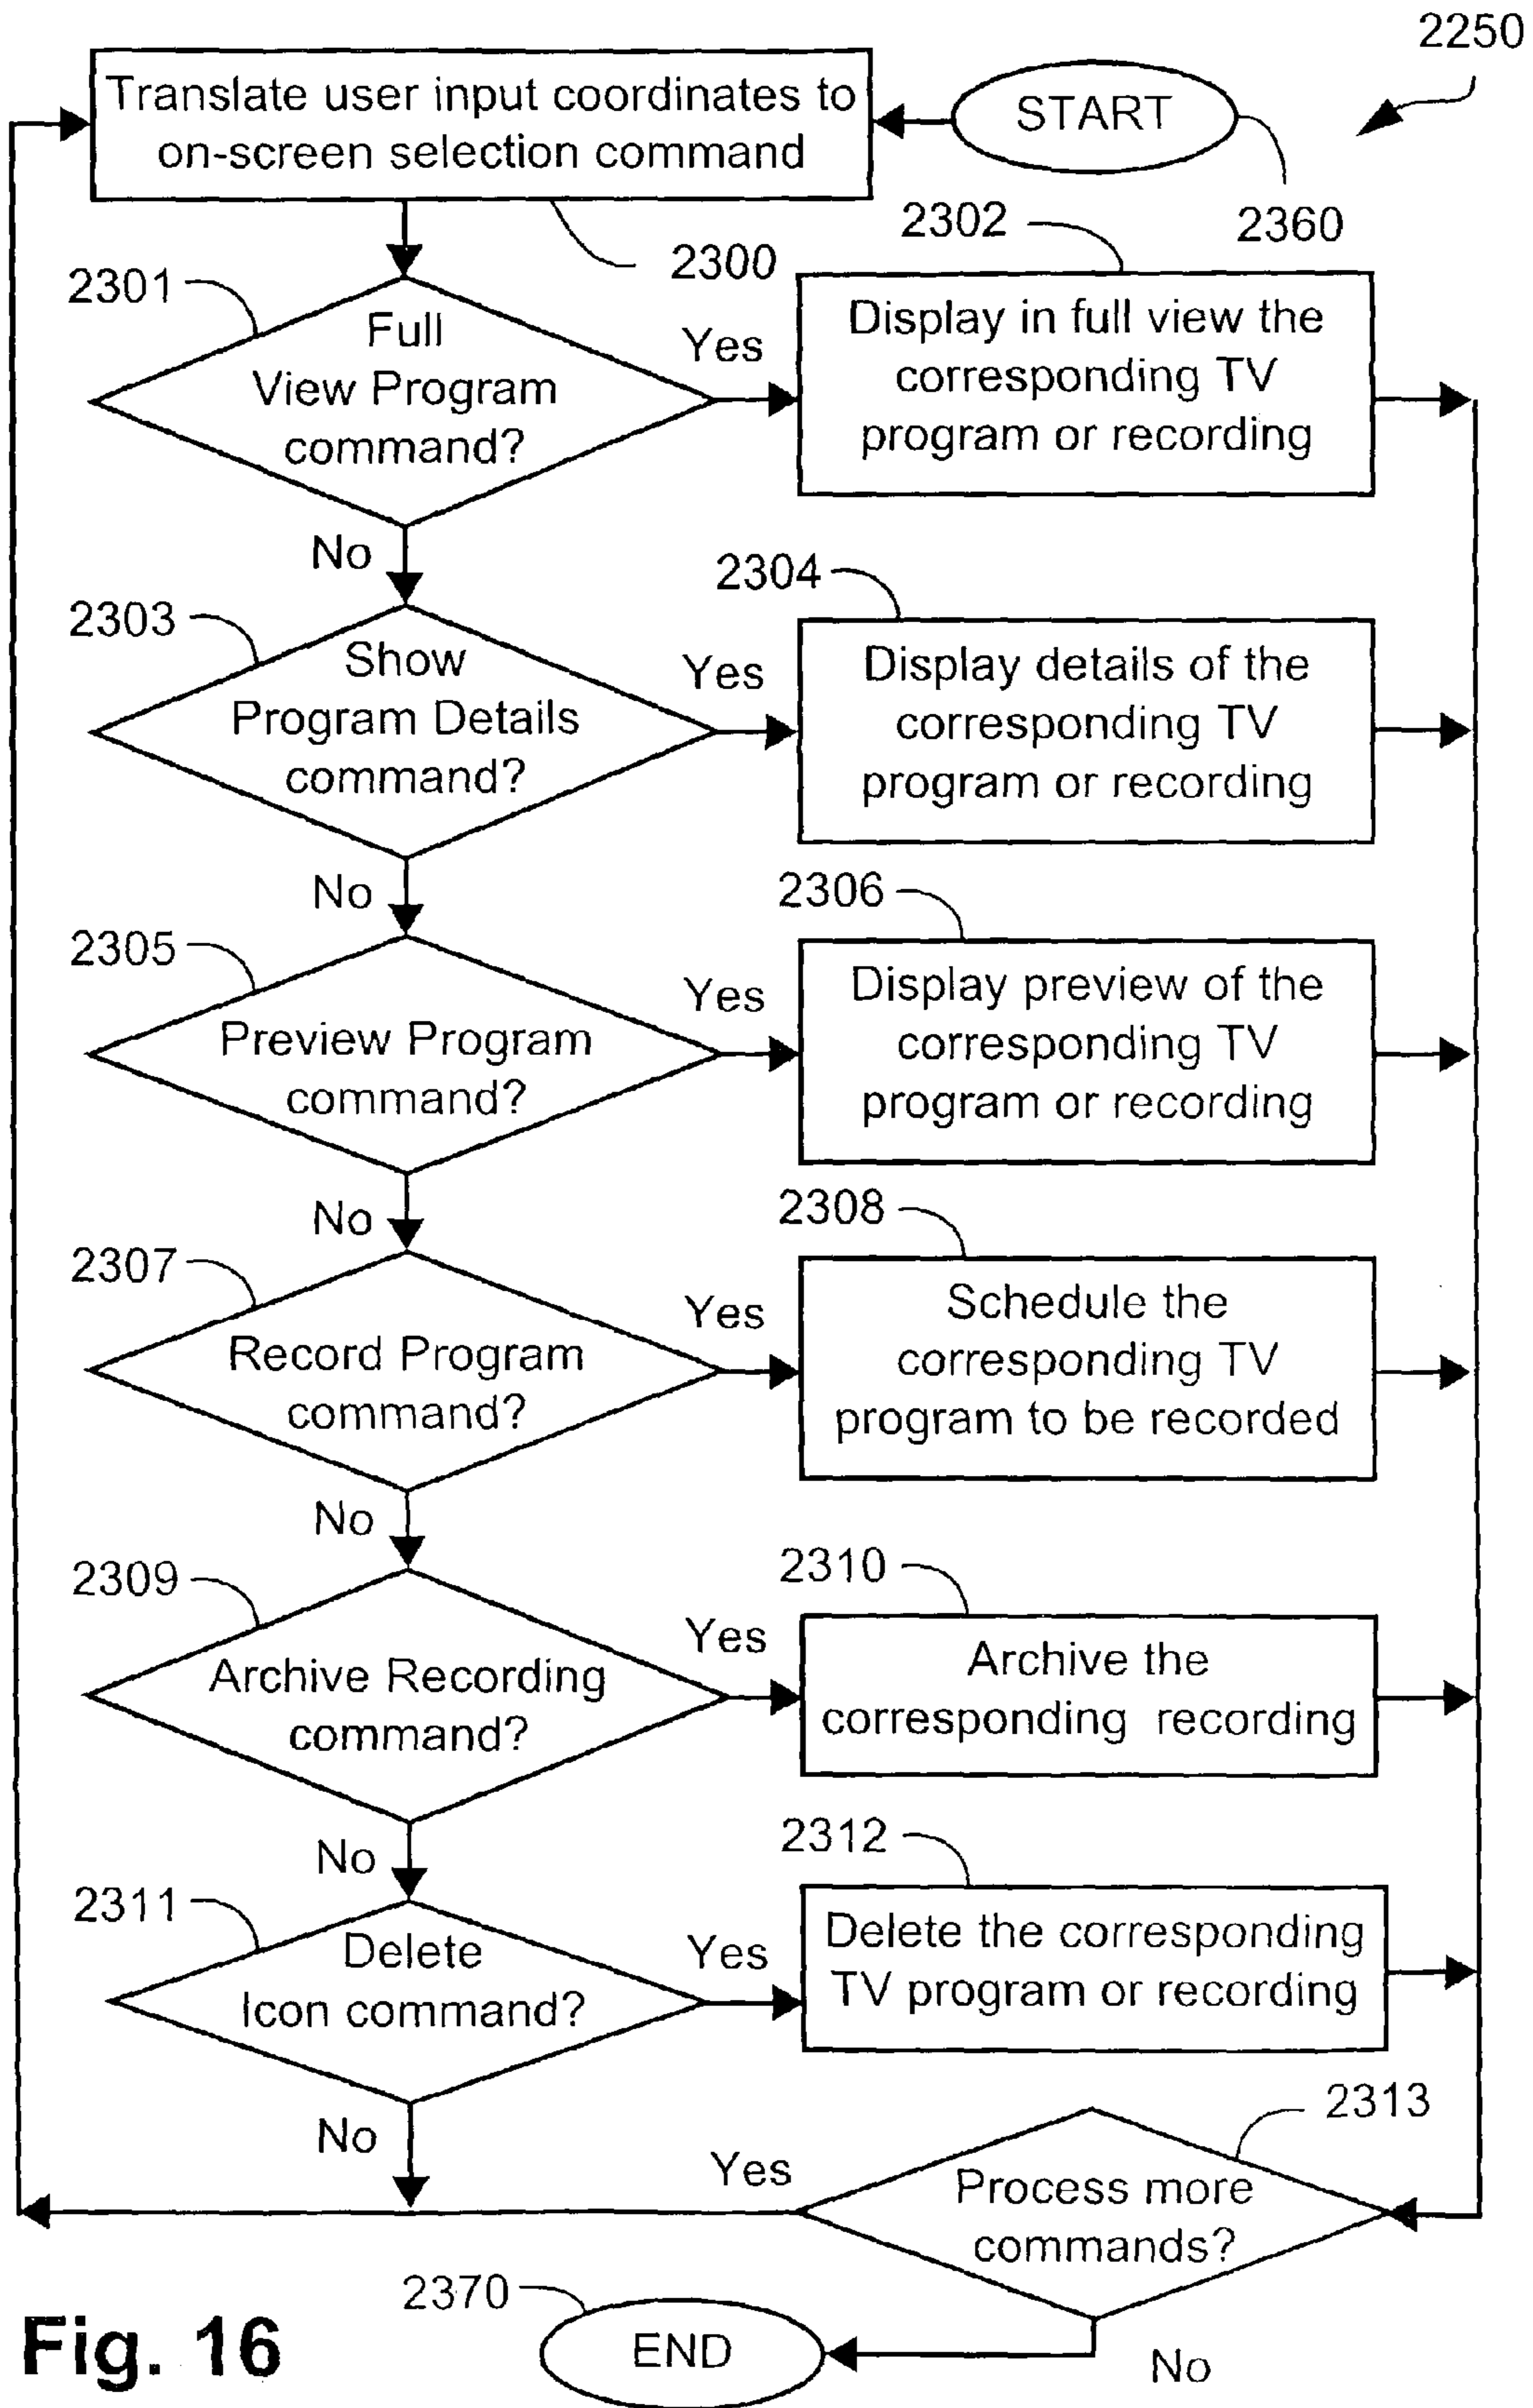 2250
Translate user input coordinates to
on-screen selection command
START
2360
2300
2301
Full
View Program
command?
Yes
2302
Display in full view the
corresponding TV
program or recording
No
2303
Show
Program Details
command?
Yes
2304
Display details of the
corresponding TV
program or recording
No
2305
Preview Program
command?
Yes
2306
Display preview of the
corresponding TV
program or recording
No
2307
Record Program
command?
Yes
2308
Schedule the
corresponding TV
program to be recorded
No
2309
Archive Recording
command?
Yes
2310
Archive the
corresponding recording
No
2311
Delete
Icon command?
Yes
2312
Delete the corresponding
TV program or recording
No
2313
Process more
commands?
Yes
No
2370
END
Fig. 16